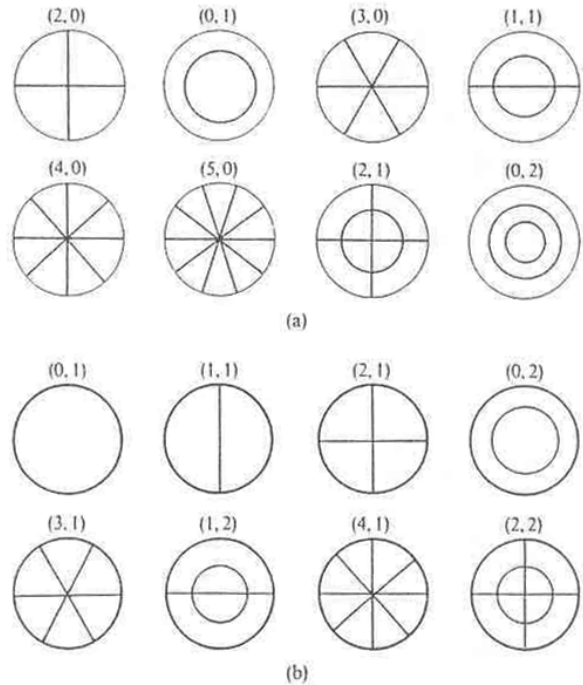 (2, 0) (0, 1) (3, 0) (1, 1)
(4, 0) (5, 0) (2, 1) (0, 2)
(a)
(0, 1) (1, 1) (2, 1) (0, 2)
(3, 1) (1, 2) (4, 1) (2, 2)
(b)